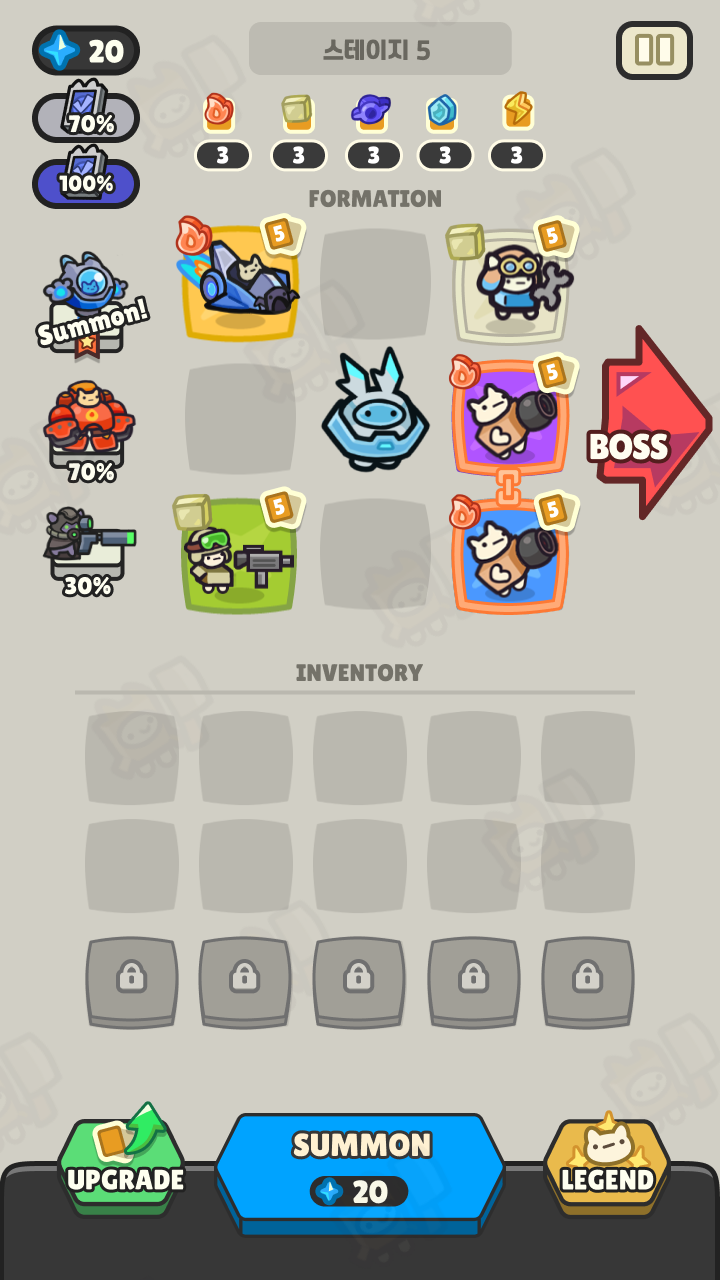 20
스테이지 5
70%
100%
3 3 3 3 3
FORMATION
5
5
Summon!
5
BOSS
70%
5
5
30%
INVENTORY
SUMMON
20
UPGRADE
LEGEND